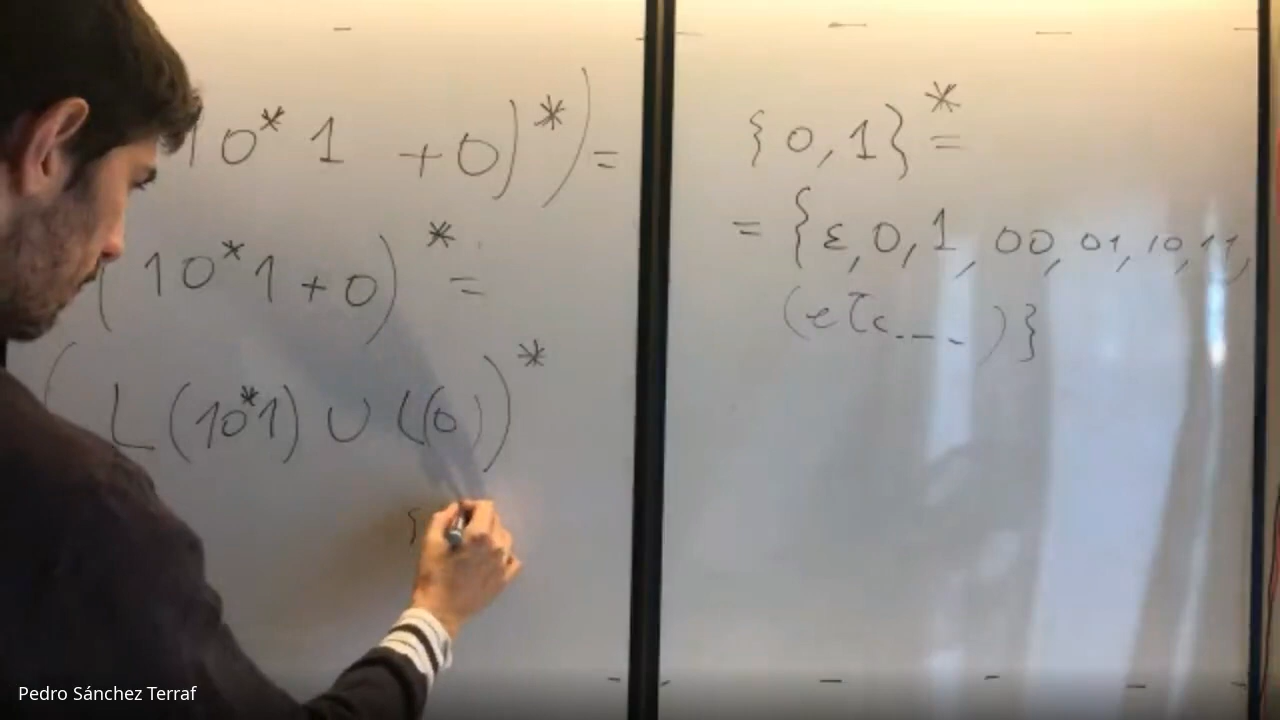 10* 1 + 0)*) =
(10*1 + 0)* =
(L(10*1) ∪ L(0))*
{
{0,1}* =
= {ε, 0, 1, 00, 01, 10, 11,
(etc...)}
Pedro Sánchez Terraf